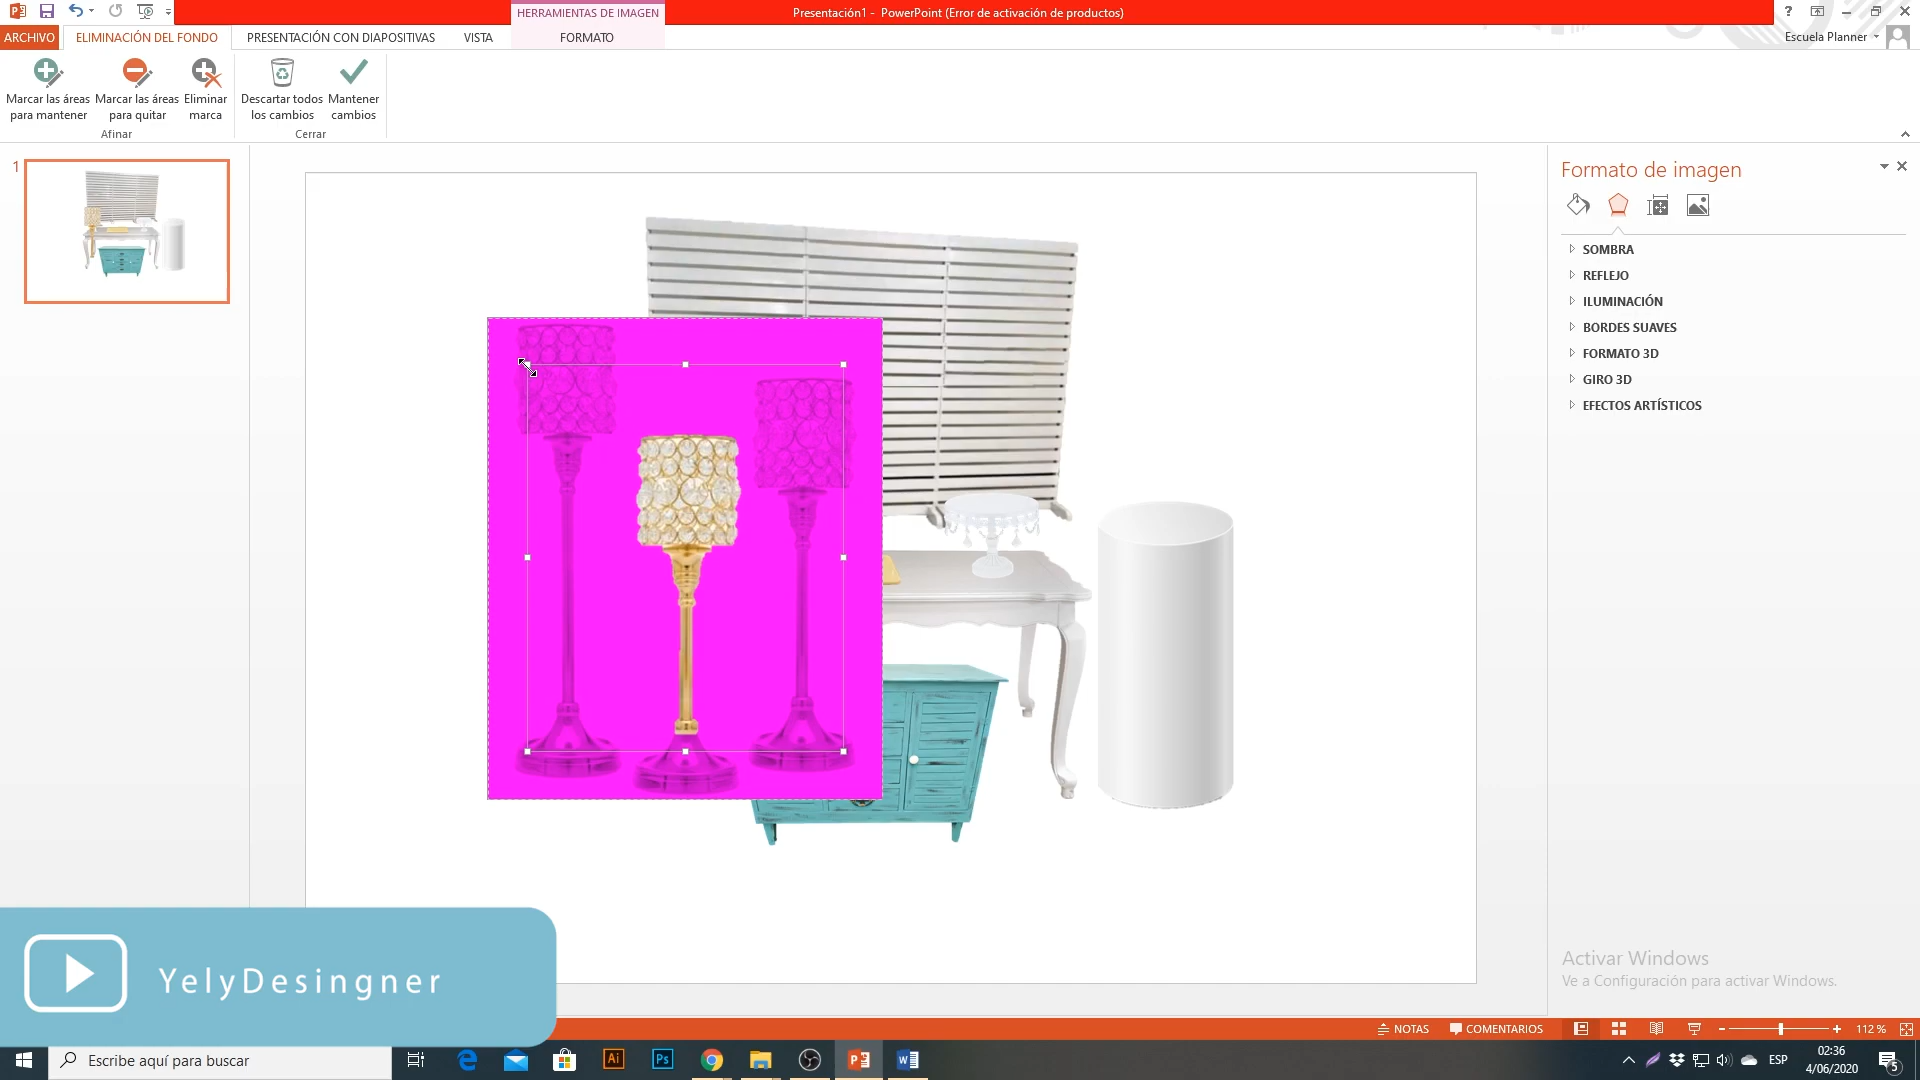 HERRAMIENTAS DE IMAGEN
Presentación1 - PowerPoint (Error de activación de productos)
?
ARCHIVO
ELIMINACIÓN DEL FONDO
PRESENTACIÓN CON DIAPOSITIVAS
VISTA
FORMATO
Escuela Planner
Marcar las áreas
para mantener
Marcar las áreas
para quitar
Eliminar
marca
Descartar todos
los cambios
Mantener
cambios
Afinar
Cerrar
1
Formato de imagen
SOMBRA
REFLEJO
ILUMINACIÓN
BORDES SUAVES
FORMATO 3D
GIRO 3D
EFECTOS ARTÍSTICOS
Activar Windows
Ve a Configuración para activar Windows.
YelyDesingner
NOTAS
COMENTARIOS
112 %
Escribe aquí para buscar
Ai
Ps
ESP
02:36
4/06/2020
5